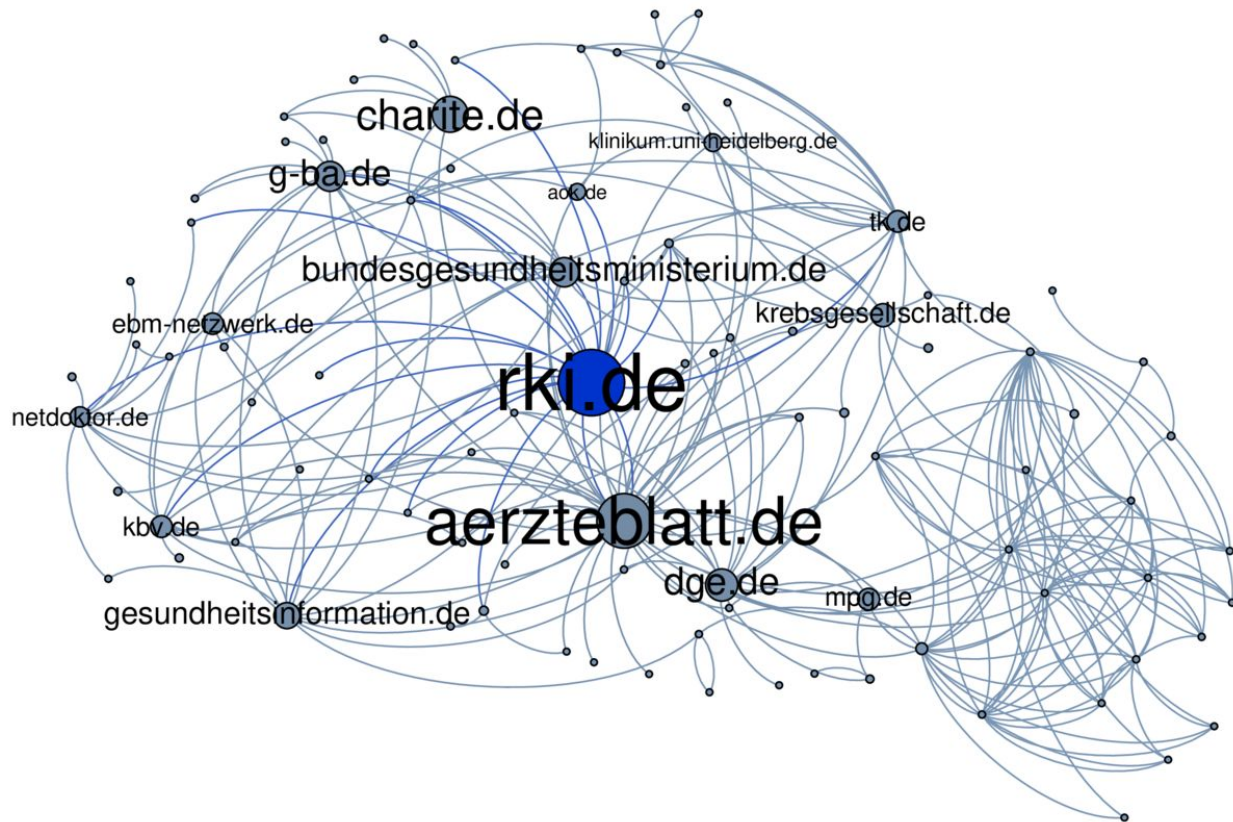 charite.de
klinikum.uni-heidelberg.de
g-ba.de
aok.de
tk.de
bundesgesundheitsministerium.de
krebsgesellschaft.de
ebm-netzwerk.de
rki.de
netdoktor.de
kbv.de
aerzteblatt.de
dge.de
mpg.de
gesundheitsinformation.de